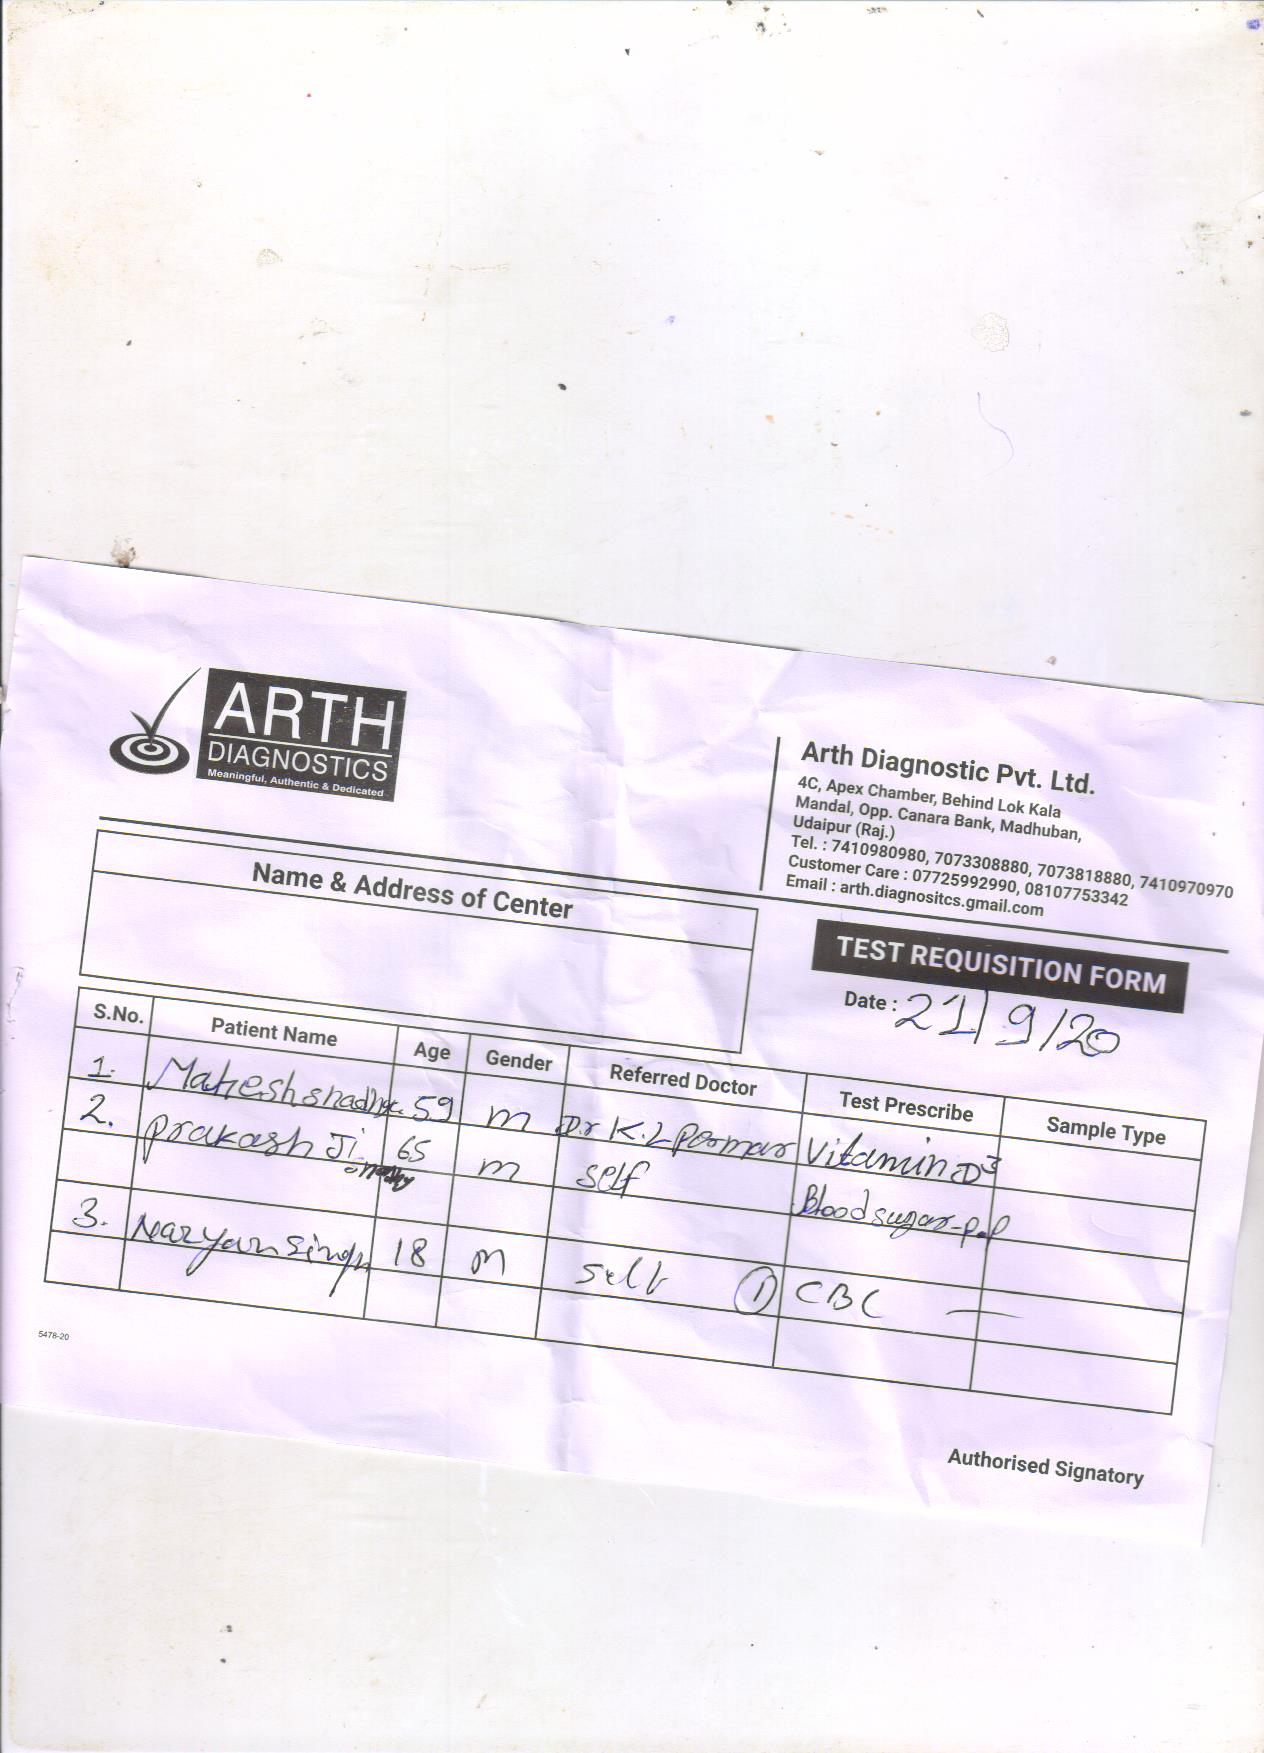 ARTH
DIAGNOSTICS
Meaningful, Authentic & Dedicated
Arth Diagnostic Pvt. Ltd.
4C, Apex Chamber, Behind Lok Kala
Mandal, Opp. Canara Bank, Madhuban,
Udaipur (Raj.)
Tel. : 7410980980, 7073308880, 7073818880, 7410970970
Customer Care : 07725992990, 08107753342
Email : arth.diagnositcs.gmail.com
Name & Address of Center
TEST REQUISITION FORM
Date : 21/9/20
S.No. Patient Name Age Gender Referred Doctor Test Prescribe Sample Type
1. Mahesh 59 m Dr K.L Parmar Vitamin D3
2. Prakash Ji 65 m self Blood sugar-p.p
3. Naryan Singh 18 m Self ① CBC —
5478-20
Authorised Signatory